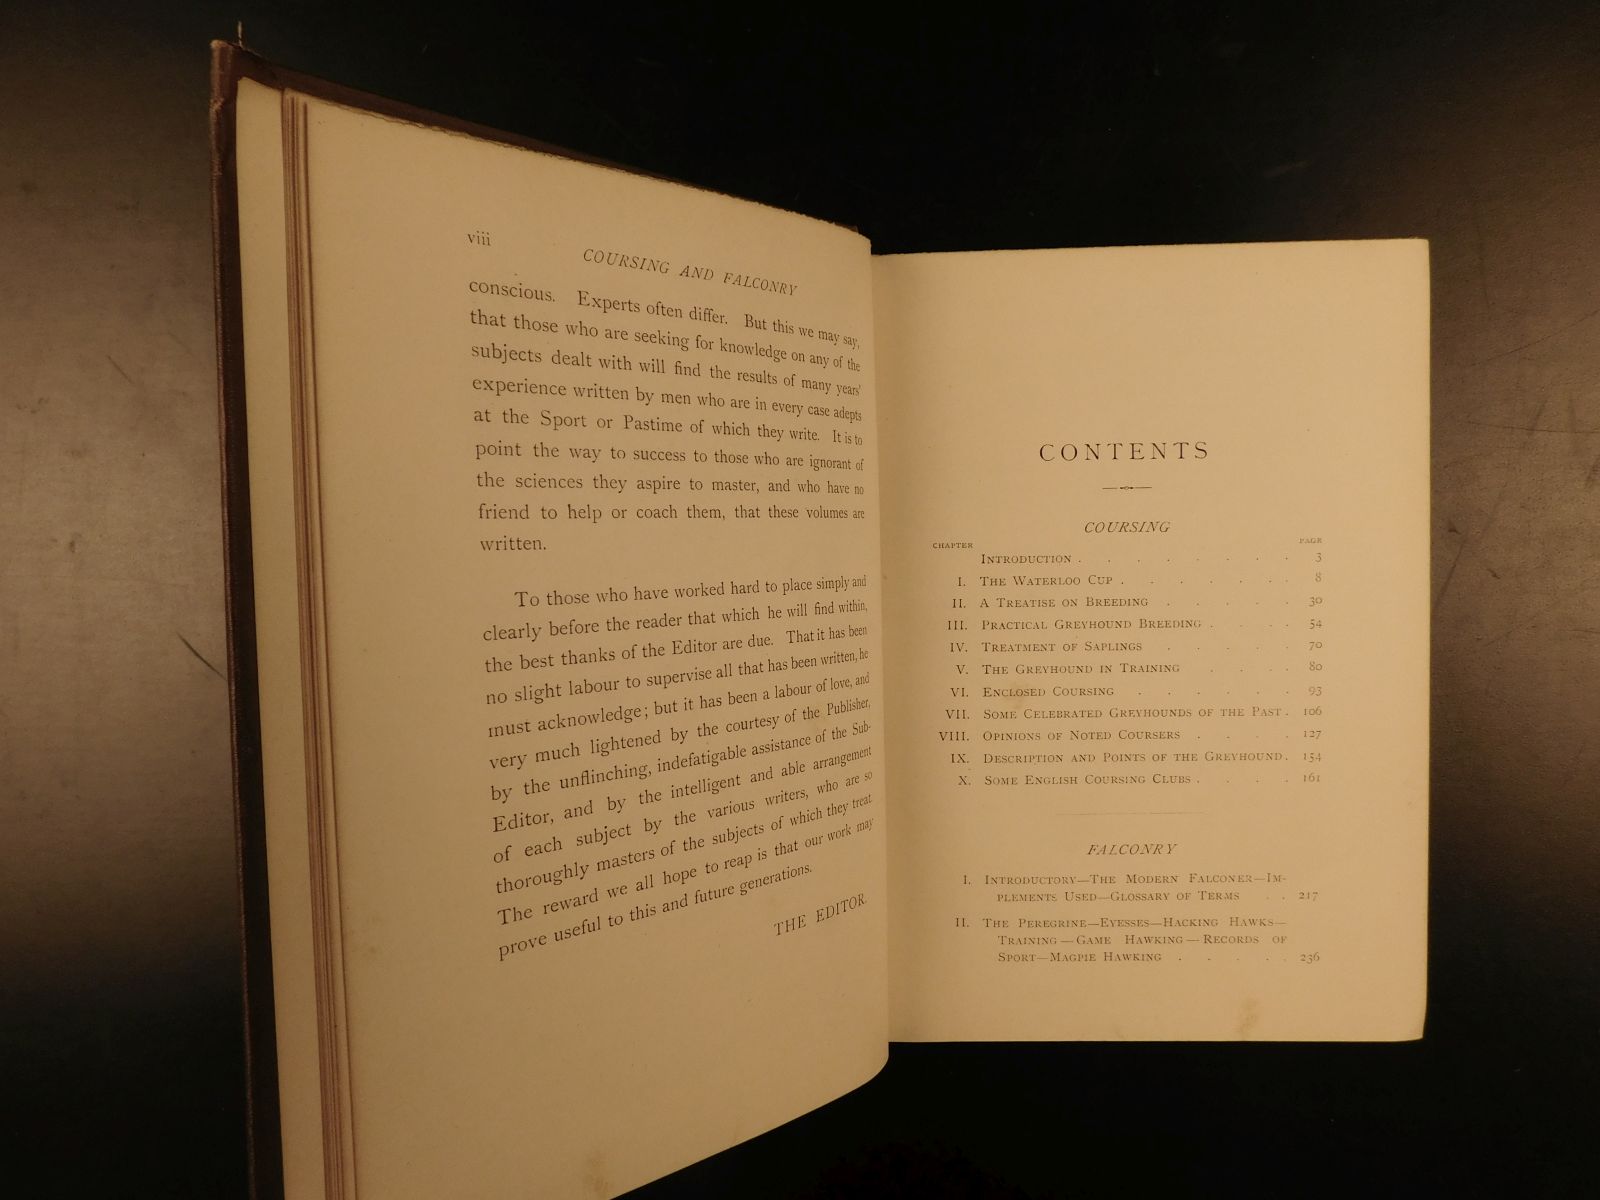 viii
COURSING AND FALCONRY
conscious. Experts often differ. But this we may say,
that those who are seeking for knowledge on any of the
subjects dealt with will find the results of many years'
experience written by men who are in every case adepts
at the Sport or Pastime of which they write. It is to
point the way to success to those who are ignorant of
the sciences they aspire to master, and who have no
friend to help or coach them, that these volumes are
written.
To those who have worked hard to place simply and
clearly before the reader that which he will find within,
the best thanks of the Editor are due. That it has been
no slight labour to supervise all that has been written, he
must acknowledge; but it has been a labour of love, and
very much lightened by the courtesy of the Publisher,
by the unflinching, indefatigable assistance of the Sub-
Editor, and by the intelligent and able arrangement
of each subject by the various writers, who are so
thoroughly masters of the subjects of which they treat.
The reward we all hope to reap is that our work may
prove useful to this and future generations.
THE EDITOR.
CONTENTS
COURSING
CHAPTER PAGE
INTRODUCTION . . . . . . . . 3
I. THE WATERLOO CUP . . . . . . . 8
II. A TREATISE ON BREEDING . . . . . 30
III. PRACTICAL GREYHOUND BREEDING . . . . 54
IV. TREATMENT OF SAPLINGS . . . . . 70
V. THE GREYHOUND IN TRAINING . . . . 80
VI. ENCLOSED COURSING . . . . . . 93
VII. SOME CELEBRATED GREYHOUNDS OF THE PAST . 106
VIII. OPINIONS OF NOTED COURSERS . . . . 127
IX. DESCRIPTION AND POINTS OF THE GREYHOUND . 154
X. SOME ENGLISH COURSING CLUBS . . . . 161
FALCONRY
I. INTRODUCTORY—THE MODERN FALCONER—IM-
PLEMENTS USED—GLOSSARY OF TERMS . . 217
II. THE PEREGRINE—EYESSES—HACKING HAWKS—
TRAINING—GAME HAWKING—RECORDS OF
SPORT—MAGPIE HAWKING . . . . . 236